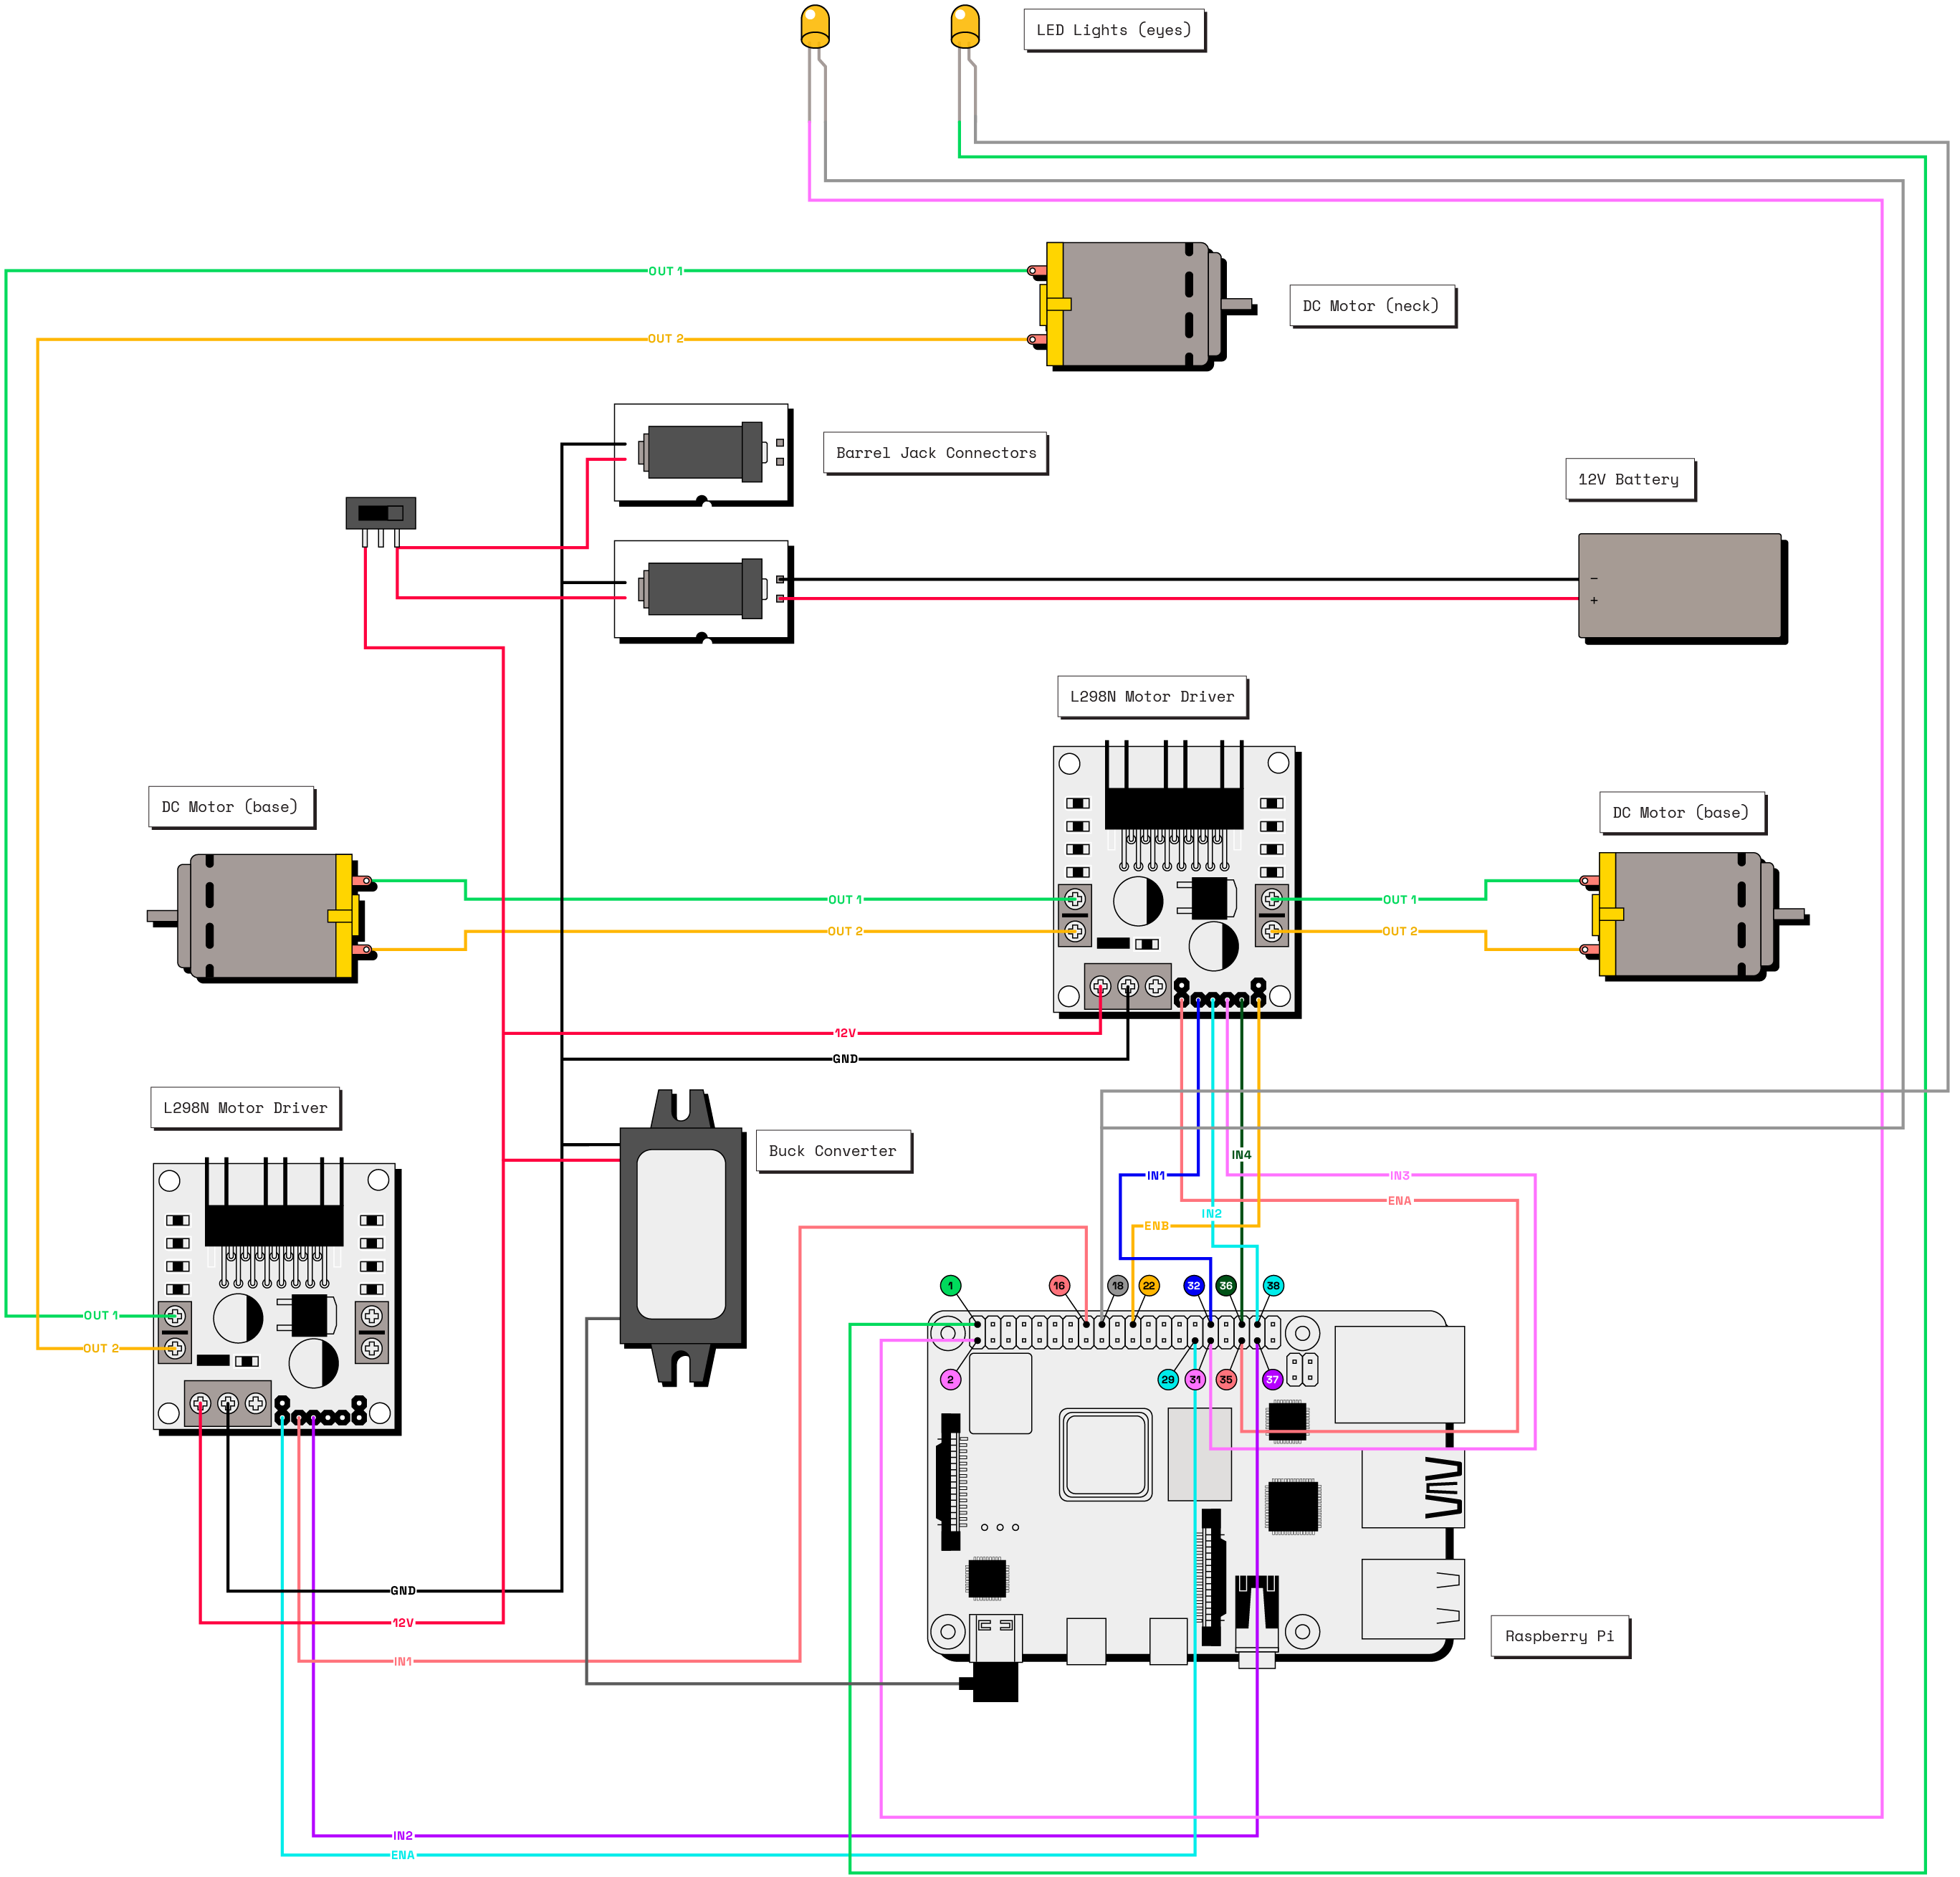 LED Lights (eyes)
OUT 1
DC Motor (neck)
OUT 2
Barrel Jack Connectors
12V Battery
−
+
L298N Motor Driver
DC Motor (base)
DC Motor (base)
OUT 1
OUT 1
OUT 2
OUT 2
12V
GND
L298N Motor Driver
Buck Converter
IN4
IN1
IN3
ENA
IN2
ENB
1
16
18
22
32
36
38
OUT 1
OUT 2
2
29
31
35
37
GND
12V
Raspberry Pi
IN1
IN2
ENA